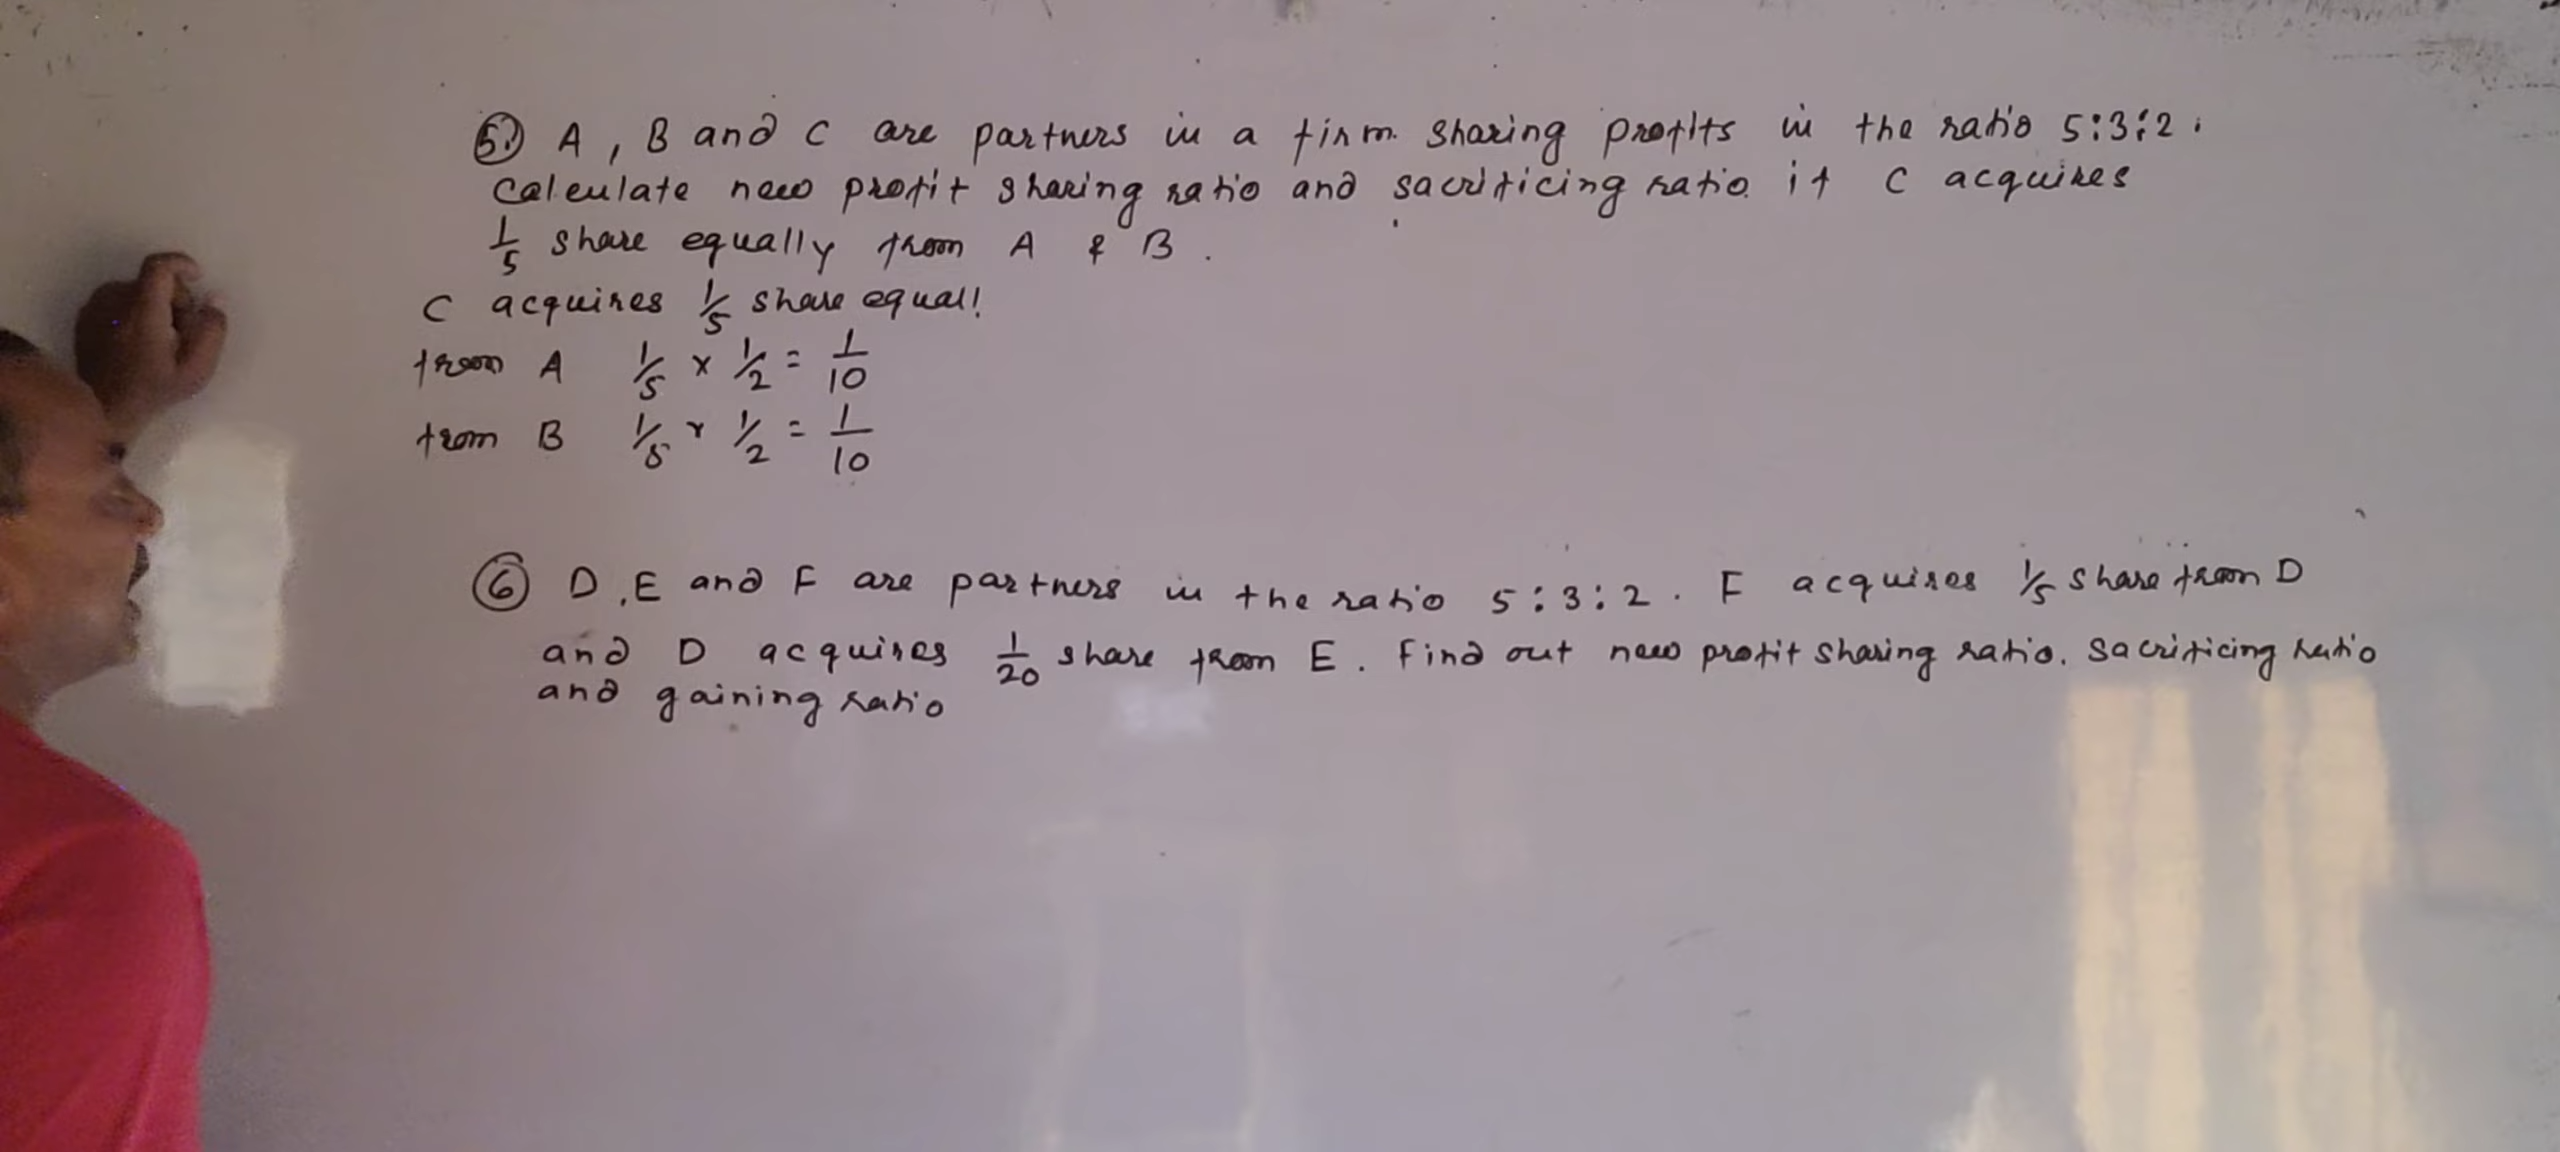 5. A, B and C are partners in a firm sharing profits in the ratio 5:3:2.
Calculate new profit sharing ratio and sacrificing ratio if C acquires
1/5 share equally from A & B.
C acquires 1/5 share equal!
from A 1/5 x 1/2 = 1/10
from B 1/5 x 1/2 = 1/10
6 D, E and F are partners in the ratio 5:3:2. F acquires 1/5 share from D
and D acquires 1/20 share from E. Find out new profit sharing ratio. Sacrificing ratio
and gaining ratio